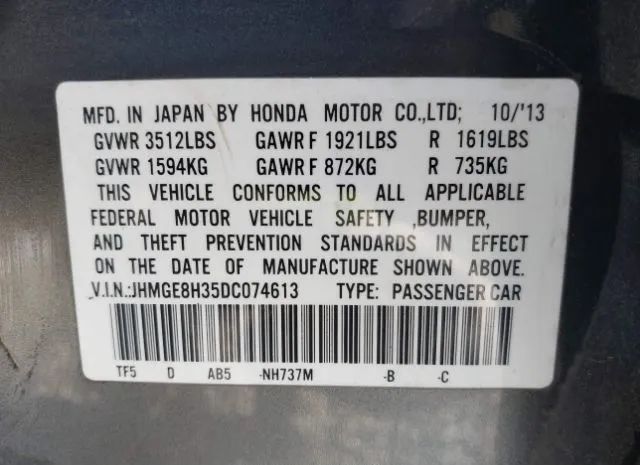 MFD. IN JAPAN BY HONDA MOTOR CO.,LTD; 10/'13
GVWR 3512LBS GAWR F 1921LBS R 1619LBS
GVWR 1594KG GAWR F 872KG R 735KG
THIS VEHICLE CONFORMS TO ALL APPLICABLE
FEDERAL MOTOR VEHICLE SAFETY ,BUMPER,
AND THEFT PREVENTION STANDARDS IN EFFECT
ON THE DATE OF MANUFACTURE SHOWN ABOVE.
V.I.N.:JHMGE8H35DC074613 TYPE: PASSENGER CAR
TF5 D AB5 -NH737M -B -C